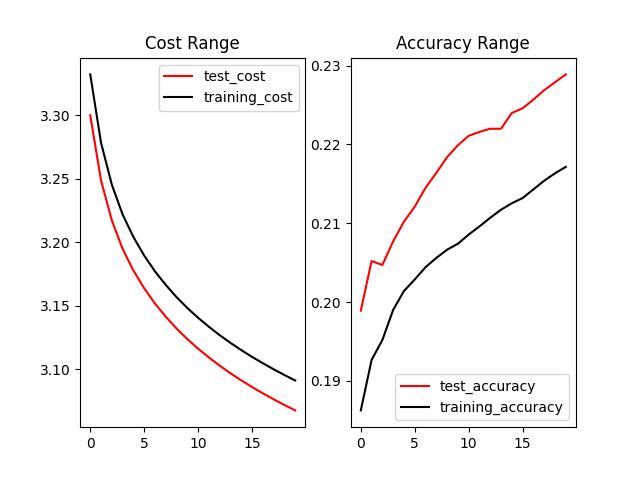 Cost Range
test_cost
training_cost
3.30
3.25
3.20
3.15
3.10
0 5 10 15
Accuracy Range
0.23
0.22
0.21
0.20
0.19
test_accuracy
training_accuracy
0 5 10 15